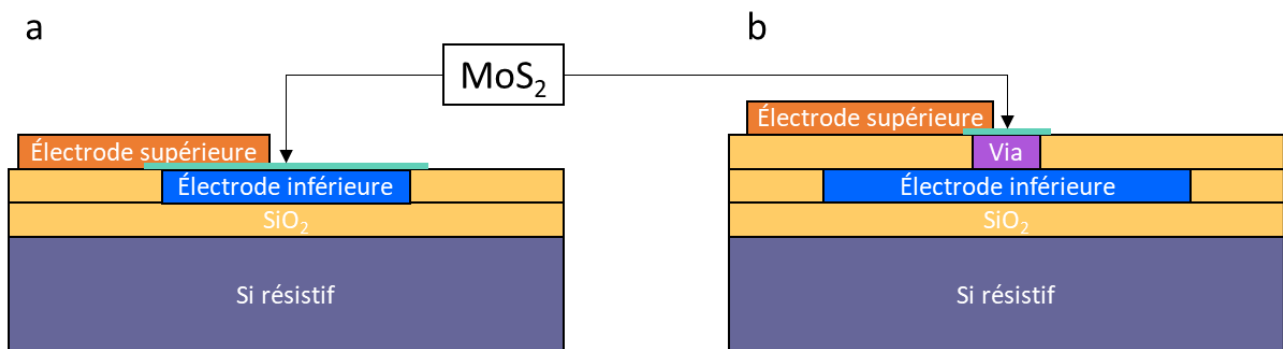 a
b
MoS₂
Électrode supérieure
Électrode inférieure
SiO₂
Si résistif
Électrode supérieure
Via
Électrode inférieure
SiO₂
Si résistif